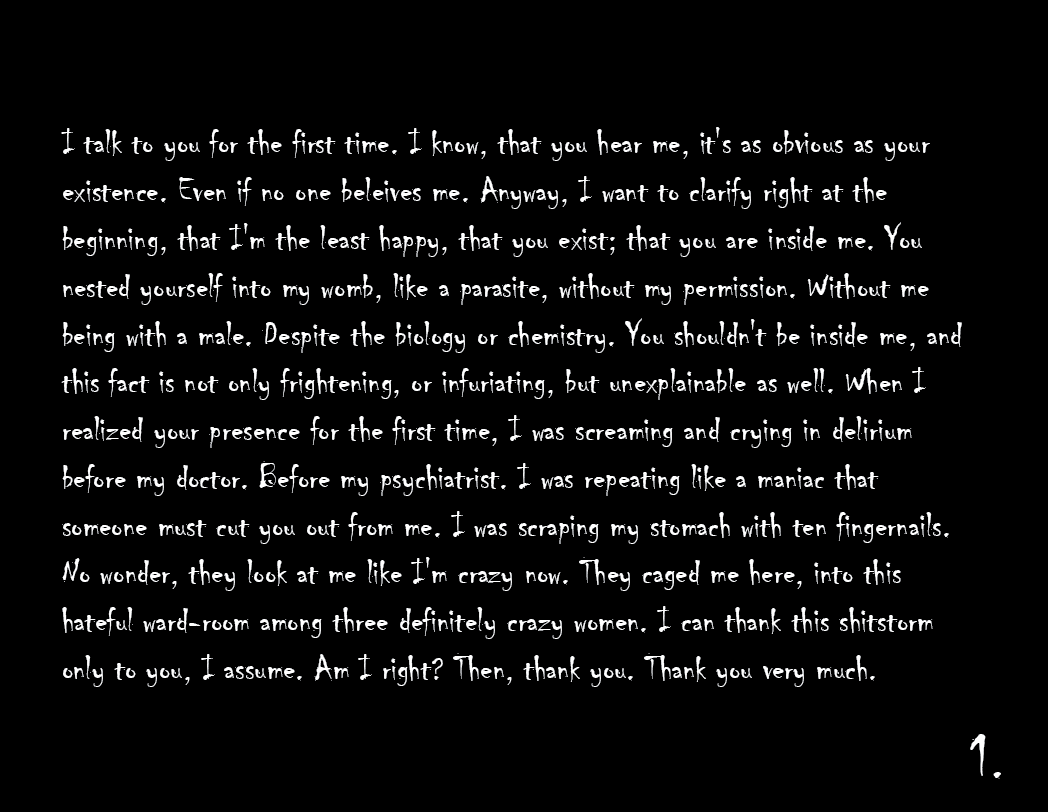 I talk to you for the first time. I know, that you hear me, it's as obvious as your
existence. Even if no one beleives me. Anyway, I want to clarify right at the
beginning, that I'm the least happy, that you exist; that you are inside me. You
nested yourself into my womb, like a parasite, without my permission. Without me
being with a male. Despite the biology or chemistry. You shouldn't be inside me, and
this fact is not only frightening, or infuriating, but unexplainable as well. When I
realized your presence for the first time, I was screaming and crying in delirium
before my doctor. Before my psychiatrist. I was repeating like a maniac that
someone must cut you out from me. I was scraping my stomach with ten fingernails.
No wonder, they look at me like I'm crazy now. They caged me here, into this
hateful ward-room among three definitely crazy women. I can thank this shitstorm
only to you, I assume. Am I right? Then, thank you. Thank you very much.
1.